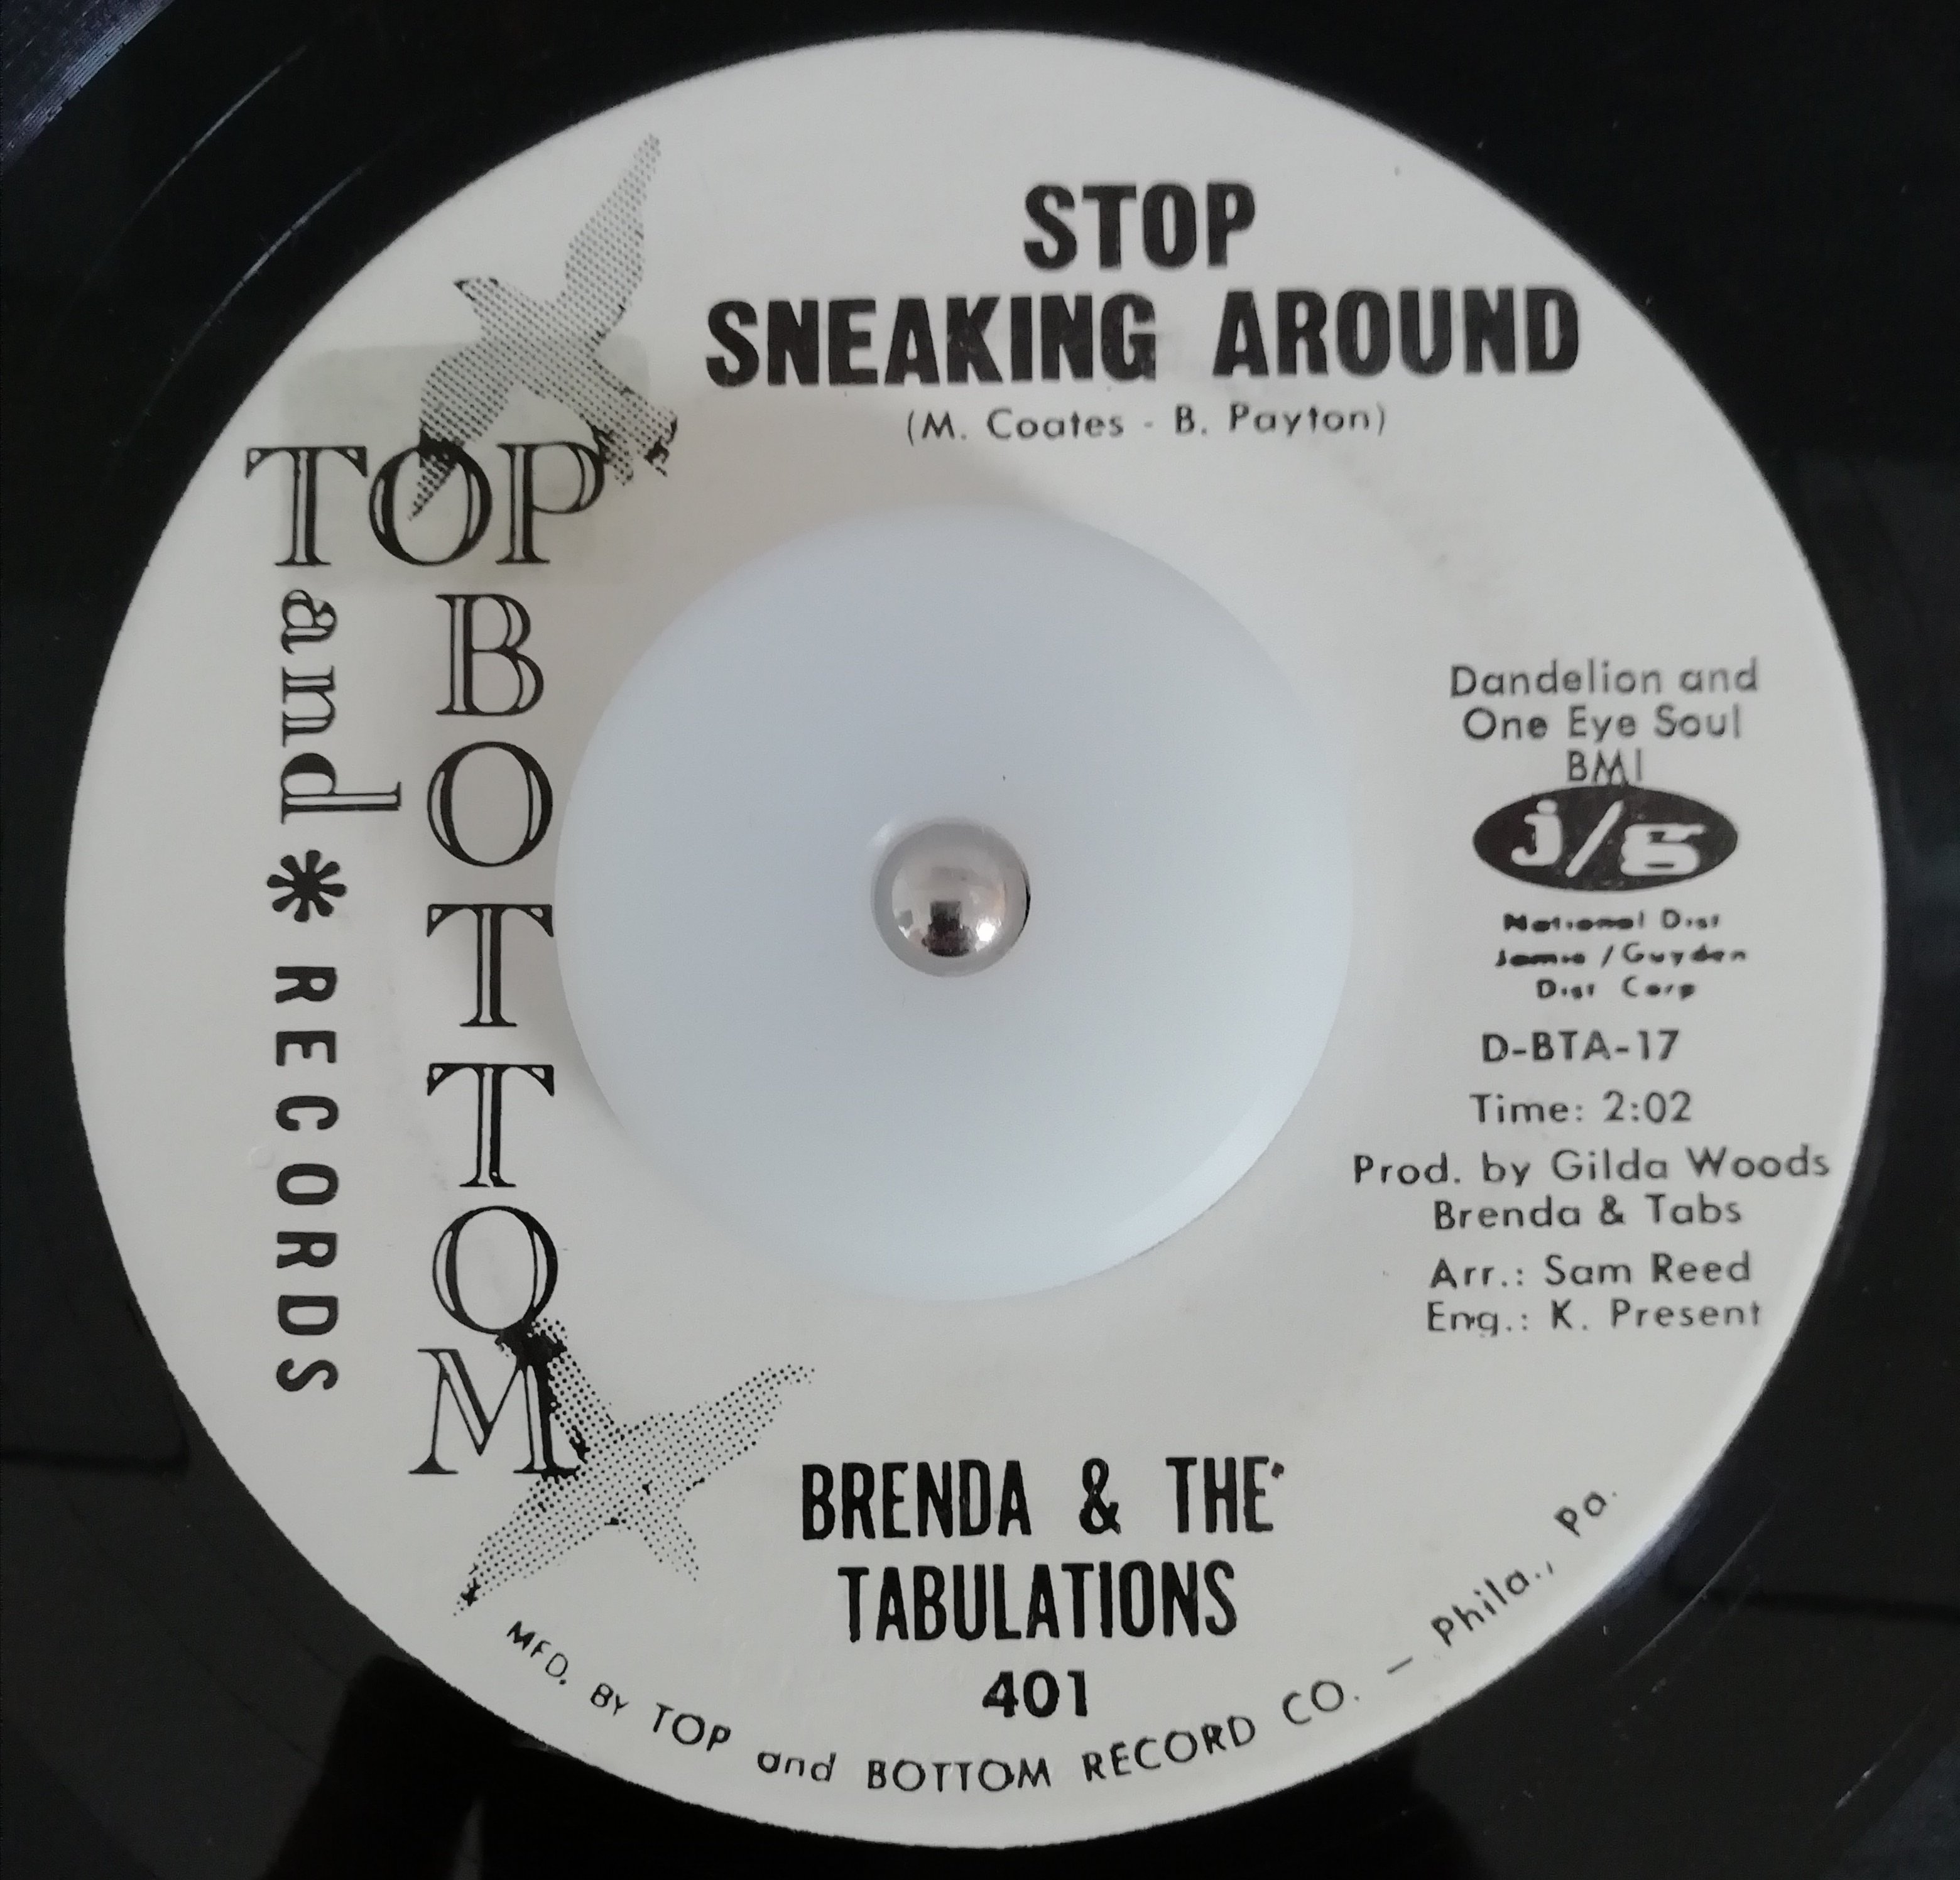 STOP
SNEAKING AROUND
(M. Coates - B. Payton)
TOP
and
BOTTOM
* RECORDS
Dandelion and
One Eye Soul
BMI
j/g
National Dist
Jamie / Guyden
Dist Corp
D-BTA-17
Time: 2:02
Prod. by Gilda Woods
Brenda & Tabs
Arr.: Sam Reed
Eng.: K. Present
BRENDA & THE
TABULATIONS
401
MFD. BY TOP and BOTTOM RECORD CO. — Phila., Pa.